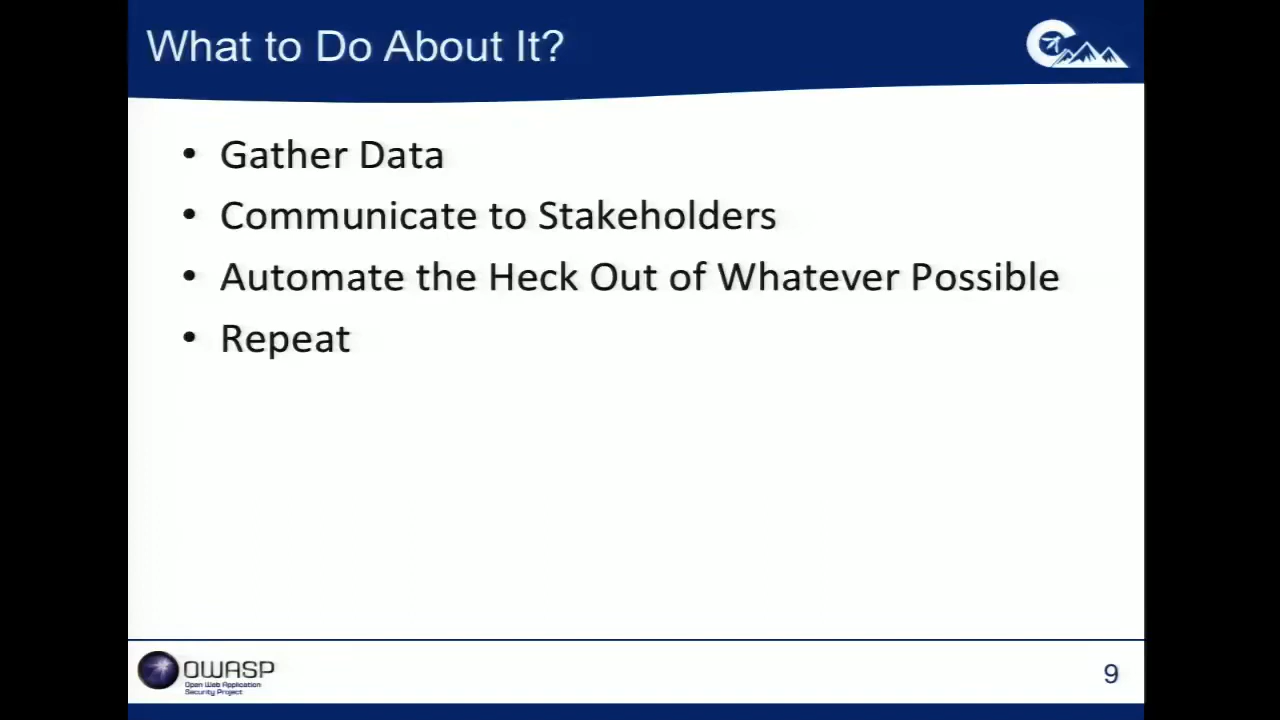 What to Do About It?
• Gather Data
• Communicate to Stakeholders
• Automate the Heck Out of Whatever Possible
• Repeat
OWASP
Open Web Application
Security Project
9